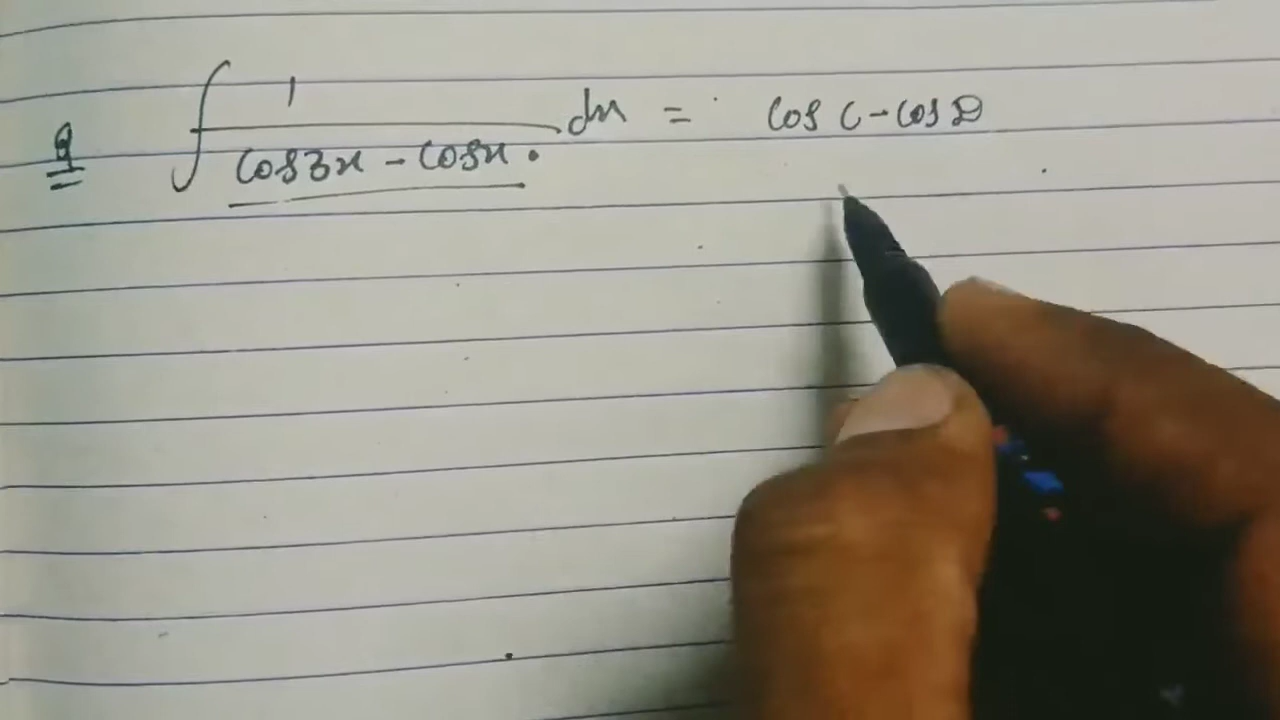 Q ∫ 1 / (cos3x - cosx) dx = cos C - cos D